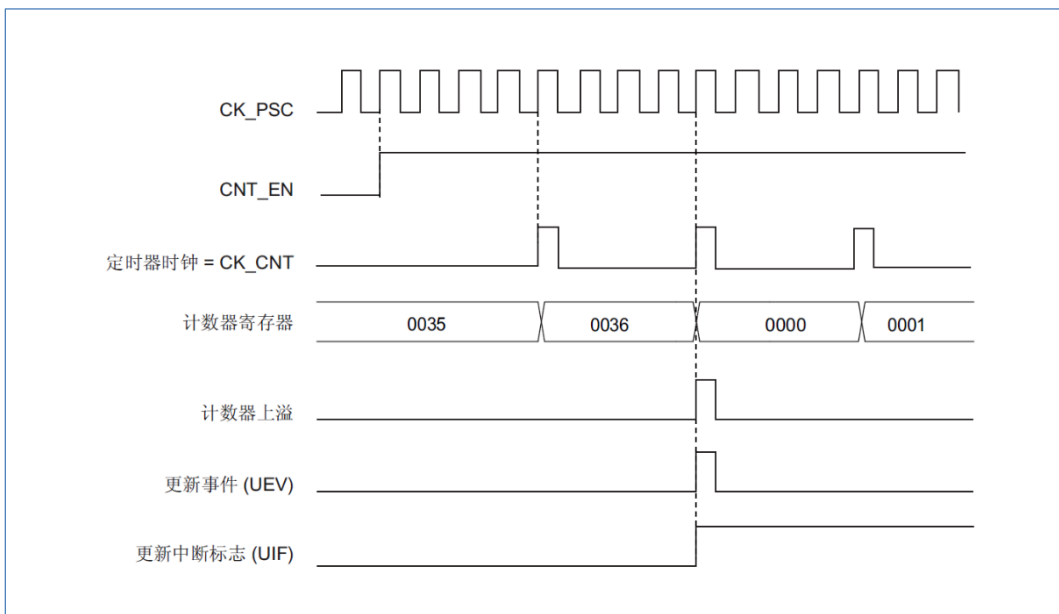 CK_PSC
CNT_EN
定时器时钟 = CK_CNT
计数器寄存器
0035
0036
0000
0001
计数器上溢
更新事件 (UEV)
更新中断标志 (UIF)